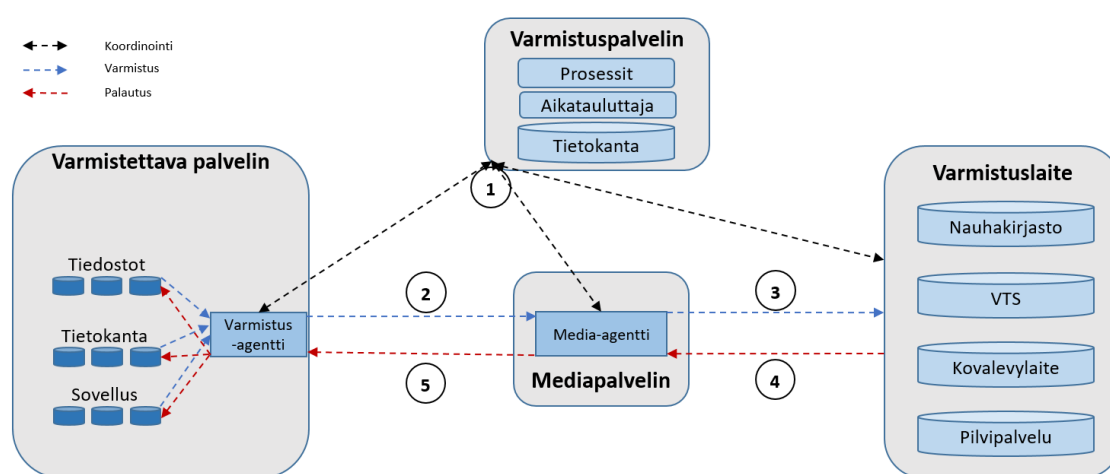 Koordinointi
Varmistus
Palautus
Varmistuspalvelin
Prosessit
Aikatauluttaja
Tietokanta
1
Varmistettava palvelin
Tiedostot
Tietokanta
Sovellus
Varmistus
-agentti
2
5
Media-agentti
Mediapalvelin
3
4
Varmistuslaite
Nauhakirjasto
VTS
Kovalevylaite
Pilvipalvelu